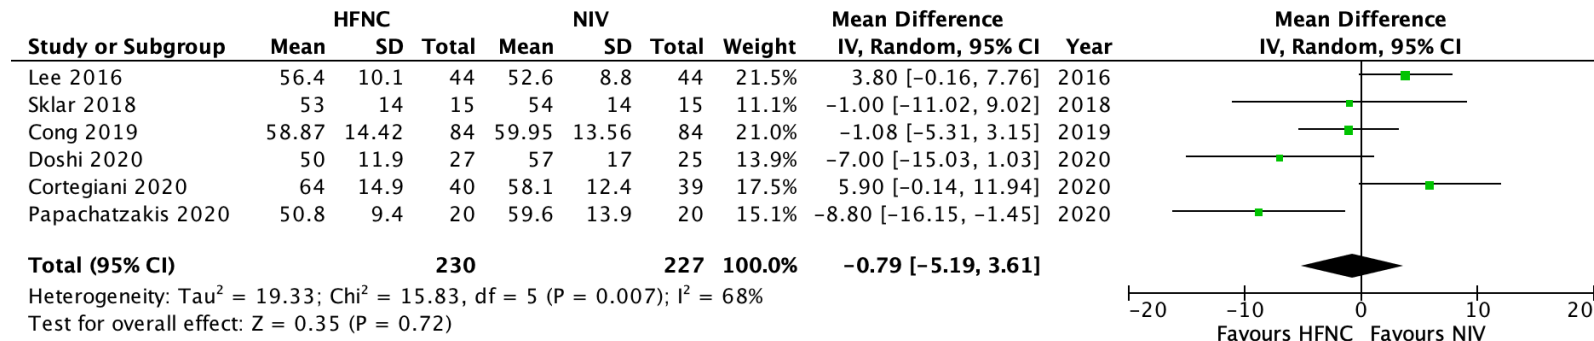 HFNC NIV Mean Difference Mean Difference
Study or Subgroup Mean SD Total Mean SD Total Weight IV, Random, 95% CI Year IV, Random, 95% CI
Lee 2016 56.4 10.1 44 52.6 8.8 44 21.5% 3.80 [−0.16, 7.76] 2016
Sklar 2018 53 14 15 54 14 15 11.1% −1.00 [−11.02, 9.02] 2018
Cong 2019 58.87 14.42 84 59.95 13.56 84 21.0% −1.08 [−5.31, 3.15] 2019
Doshi 2020 50 11.9 27 57 17 25 13.9% −7.00 [−15.03, 1.03] 2020
Cortegiani 2020 64 14.9 40 58.1 12.4 39 17.5% 5.90 [−0.14, 11.94] 2020
Papachatzakis 2020 50.8 9.4 20 59.6 13.9 20 15.1% −8.80 [−16.15, −1.45] 2020
Total (95% CI) 230 227 100.0% −0.79 [−5.19, 3.61]
Heterogeneity: Tau² = 19.33; Chi² = 15.83, df = 5 (P = 0.007); I² = 68%
Test for overall effect: Z = 0.35 (P = 0.72)
−20 −10 0 10 20
Favours HFNC Favours NIV